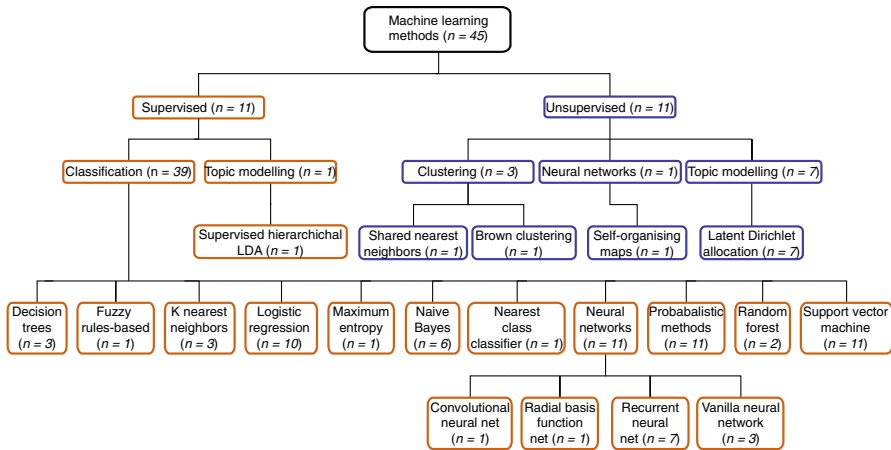 Machine learning
methods (n = 45)
Supervised (n = 11)
Unsupervised (n = 11)
Classification (n = 39)
Topic modelling (n = 1)
Clustering (n = 3)
Neural networks (n = 1)
Topic modelling (n = 7)
Supervised hierarchichal
LDA (n = 1)
Shared nearest
neighbors (n = 1)
Brown clustering
(n = 1)
Self-organising
maps (n = 1)
Latent Dirichlet
allocation (n = 7)
Decision
trees
(n = 3)
Fuzzy
rules-based
(n = 1)
K nearest
neighbors
(n = 3)
Logistic
regression
(n = 10)
Maximum
entropy
(n = 1)
Naive
Bayes
(n = 6)
Nearest
class
classifier (n = 1)
Neural
networks
(n = 11)
Probabalistic
methods
(n = 11)
Random
forest
(n = 2)
Support vector
machine
(n = 11)
Convolutional
neural net
(n = 1)
Radial basis
function
net (n = 1)
Recurrent
neural
net (n = 7)
Vanilla neural
network
(n = 3)